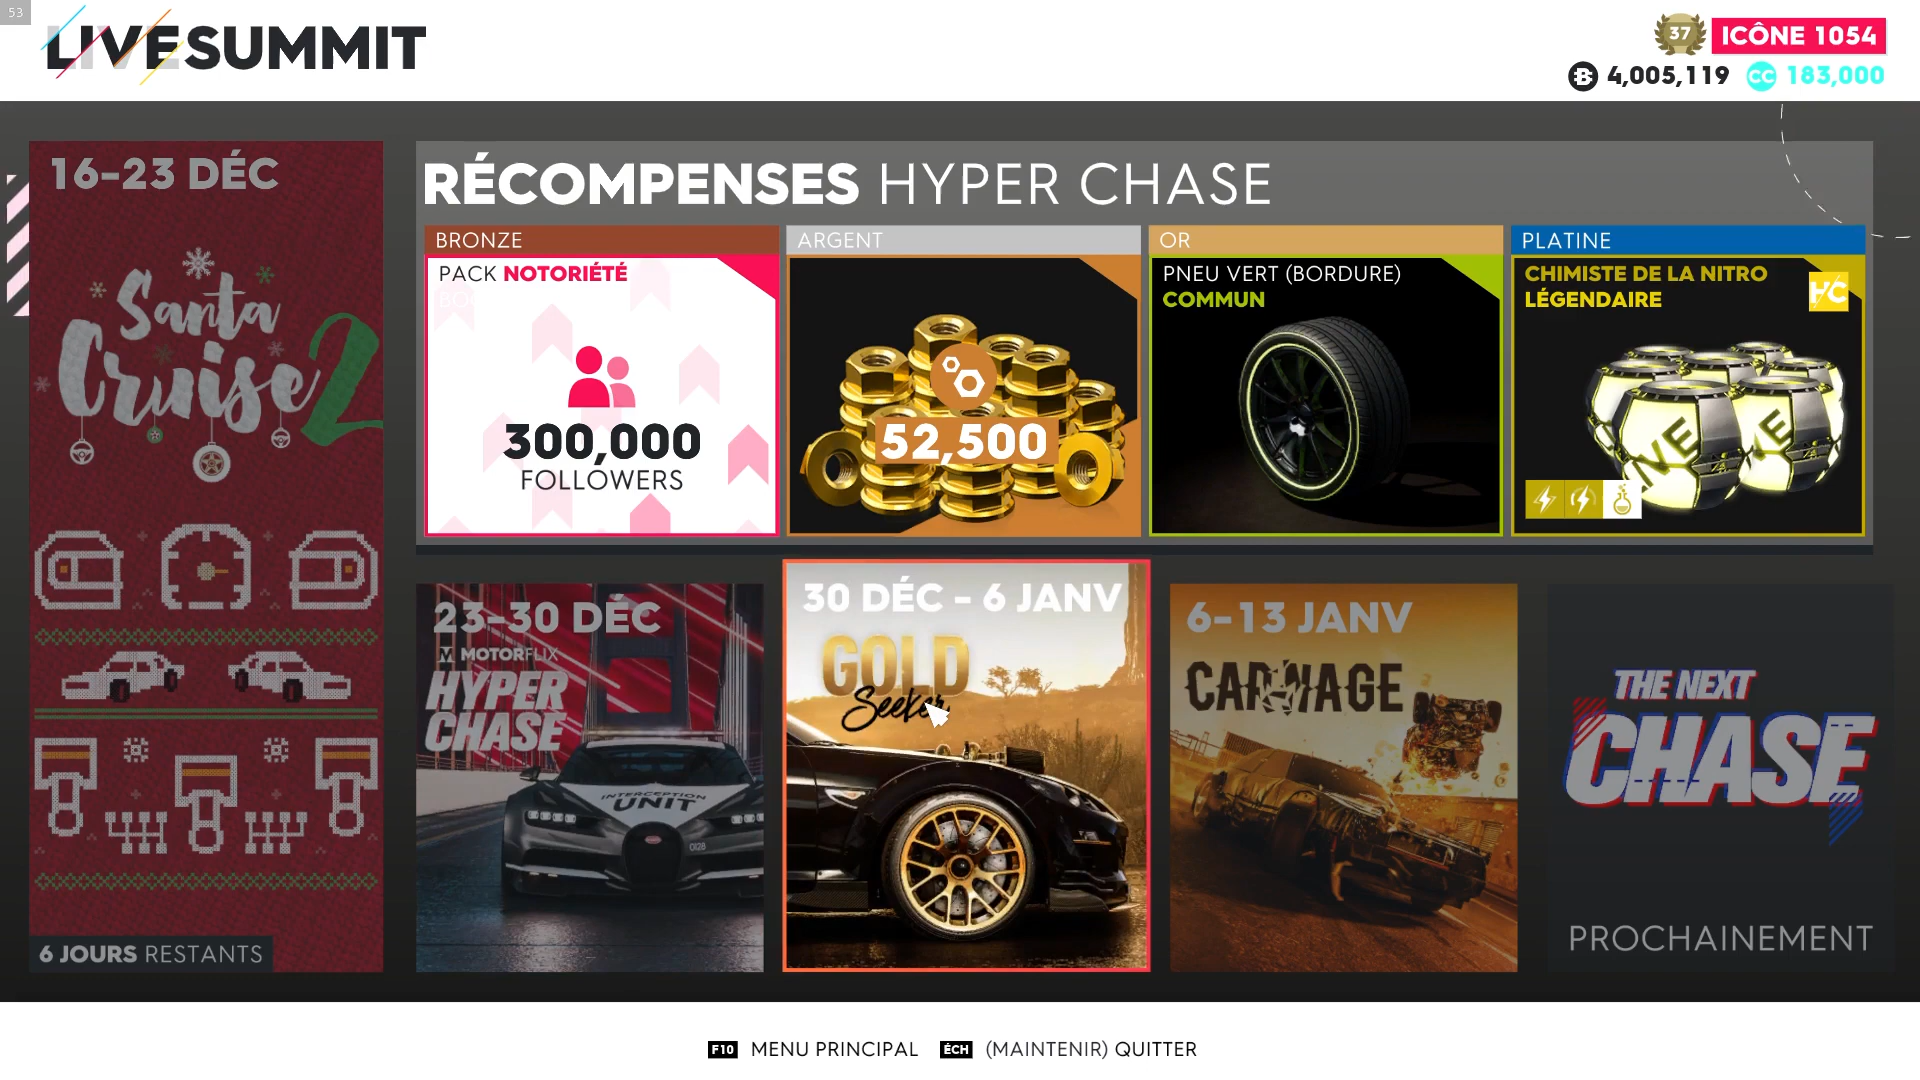 53
LIVESUMMIT
37
ICÔNE 1054
4,005,119
CC
183,000
16-23 DÉC
Santa
Cruise 2
6 JOURS RESTANTS
RÉCOMPENSES HYPER CHASE
BRONZE
PACK NOTORIÉTÉ
300,000
FOLLOWERS
ARGENT
52,500
OR
PNEU VERT (BORDURE)
COMMUN
PLATINE
CHIMISTE DE LA NITRO
LÉGENDAIRE
HC
23-30 DÉC
MOTORFLIX
HYPER
CHASE
INTERCEPTION
UNIT
0128
30 DÉC - 6 JANV
GOLD
Seeker
6-13 JANV
CARNAGE
THE NEXT
CHASE
PROCHAINEMENT
F10 MENU PRINCIPAL ÉCH (MAINTENIR) QUITTER